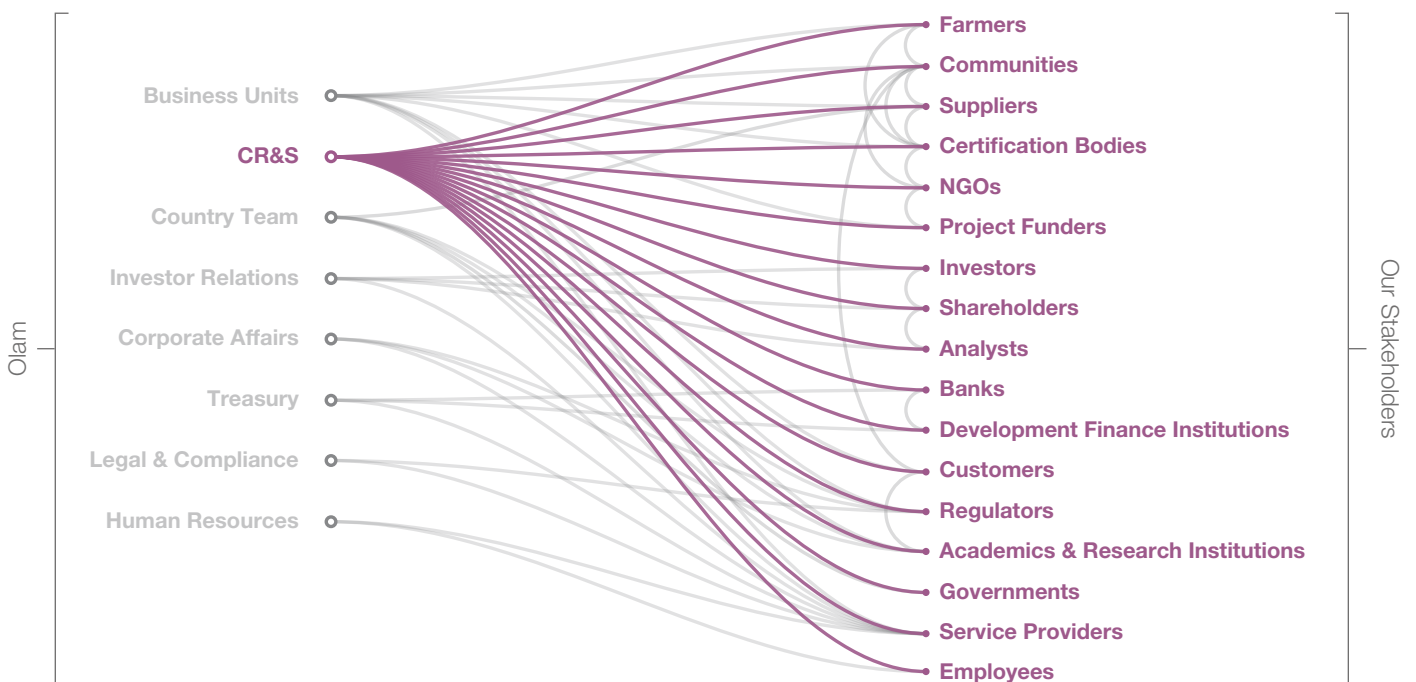 Olam
Business Units
CR&S
Country Team
Investor Relations
Corporate Affairs
Treasury
Legal & Compliance
Human Resources
Farmers
Communities
Suppliers
Certification Bodies
NGOs
Project Funders
Investors
Shareholders
Analysts
Banks
Development Finance Institutions
Customers
Regulators
Academics & Research Institutions
Governments
Service Providers
Employees
Our Stakeholders